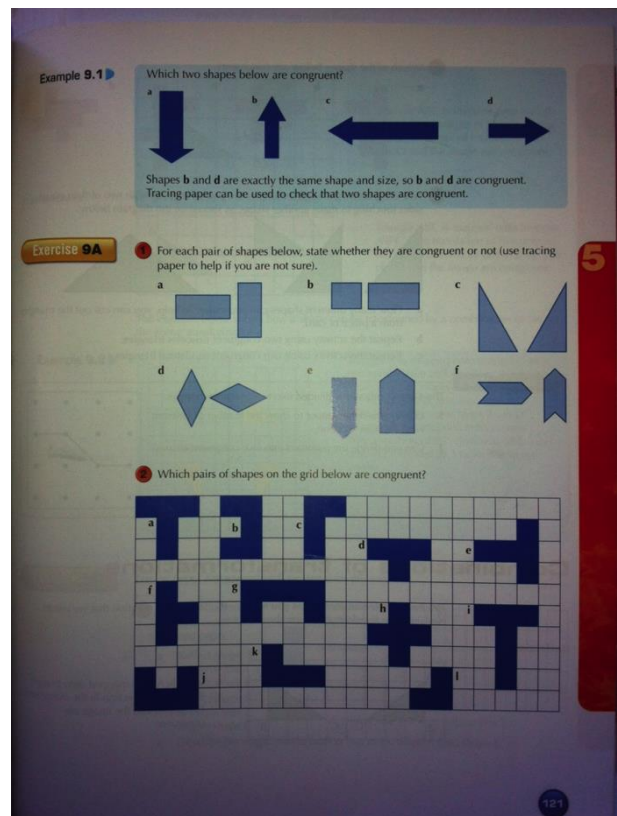 Example 9.1
Which two shapes below are congruent?
a
b
c
d
Shapes b and d are exactly the same shape and size, so b and d are congruent.
Tracing paper can be used to check that two shapes are congruent.
Exercise 9A
1 For each pair of shapes below, state whether they are congruent or not (use tracing
paper to help if you are not sure).
5
a
b
c
d
e
f
2 Which pairs of shapes on the grid below are congruent?
a
b
c
d
e
f
g
h
i
k
j
l
121